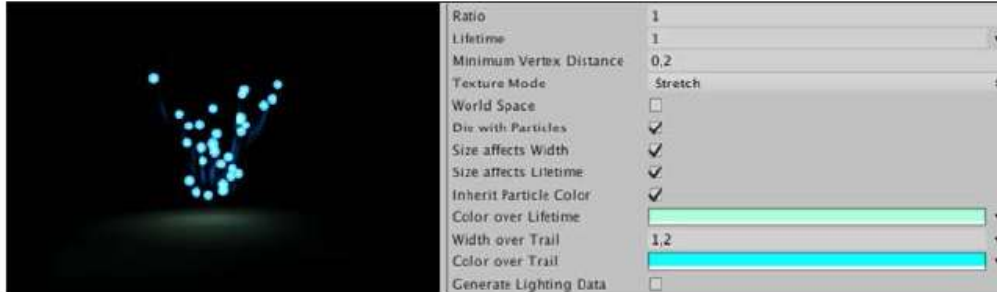 Ratio 1
Lifetime 1
Minimum Vertex Distance 0,2
Texture Mode Stretch
World Space
Die with Particles
Size affects Width
Size affects Lifetime
Inherit Particle Color
Color over Lifetime
Width over Trail 1,2
Color over Trail
Generate Lighting Data